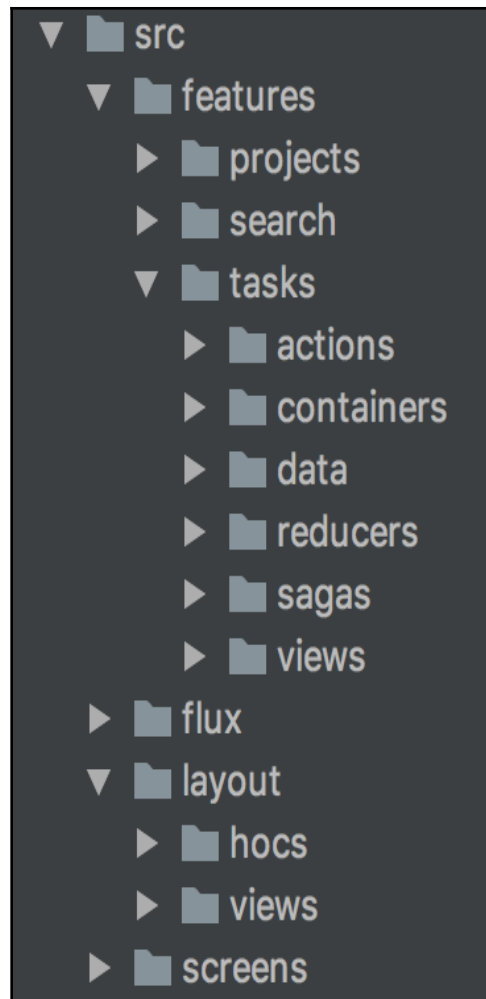 src
features
projects
search
tasks
actions
containers
data
reducers
sagas
views
flux
layout
hocs
views
screens